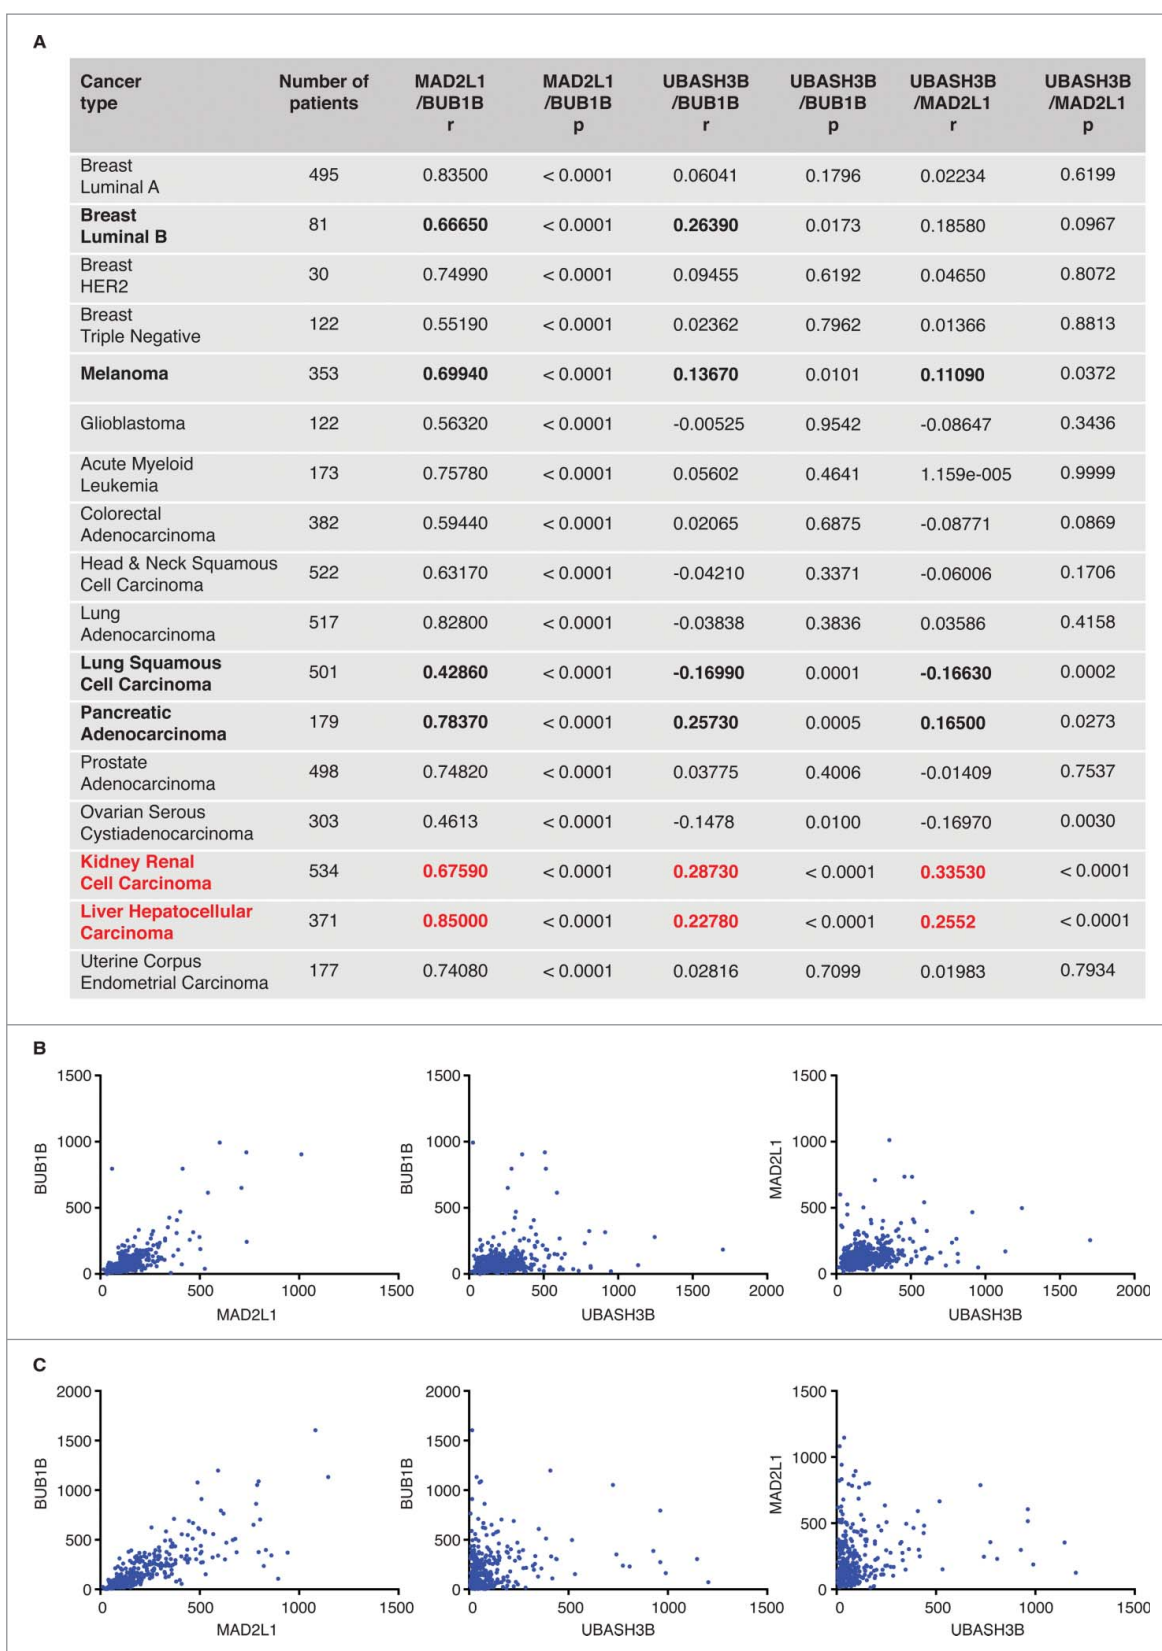 A
Cancer type	Number of patients	MAD2L1 /BUB1B r	MAD2L1 /BUB1B p	UBASH3B /BUB1B r	UBASH3B /BUB1B p	UBASH3B /MAD2L1 r	UBASH3B /MAD2L1 p
Breast Luminal A	495	0.83500	< 0.0001	0.06041	0.1796	0.02234	0.6199
Breast Luminal B	81	0.66650	< 0.0001	0.26390	0.0173	0.18580	0.0967
Breast HER2	30	0.74990	< 0.0001	0.09455	0.6192	0.04650	0.8072
Breast Triple Negative	122	0.55190	< 0.0001	0.02362	0.7962	0.01366	0.8813
Melanoma	353	0.69940	< 0.0001	0.13670	0.0101	0.11090	0.0372
Glioblastoma	122	0.56320	< 0.0001	-0.00525	0.9542	-0.08647	0.3436
Acute Myeloid Leukemia	173	0.75780	< 0.0001	0.05602	0.4641	1.159e-005	0.9999
Colorectal Adenocarcinoma	382	0.59440	< 0.0001	0.02065	0.6875	-0.08771	0.0869
Head & Neck Squamous Cell Carcinoma	522	0.63170	< 0.0001	-0.04210	0.3371	-0.06006	0.1706
Lung Adenocarcinoma	517	0.82800	< 0.0001	-0.03838	0.3836	0.03586	0.4158
Lung Squamous Cell Carcinoma	501	0.42860	< 0.0001	-0.16990	0.0001	-0.16630	0.0002
Pancreatic Adenocarcinoma	179	0.78370	< 0.0001	0.25730	0.0005	0.16500	0.0273
Prostate Adenocarcinoma	498	0.74820	< 0.0001	0.03775	0.4006	-0.01409	0.7537
Ovarian Serous Cystiadenocarcinoma	303	0.4613	< 0.0001	-0.1478	0.0100	-0.16970	0.0030
Kidney Renal Cell Carcinoma	534	0.67590	< 0.0001	0.28730	< 0.0001	0.33530	< 0.0001
Liver Hepatocellular Carcinoma	371	0.85000	< 0.0001	0.22780	< 0.0001	0.2552	< 0.0001
Uterine Corpus Endometrial Carcinoma	177	0.74080	< 0.0001	0.02816	0.7099	0.01983	0.7934
B
BUB1B
1500
1000
500
0
0 500 1000 1500
MAD2L1
BUB1B
1500
1000
500
0
0 500 1000 1500 2000
UBASH3B
MAD2L1
1500
1000
500
0
0 500 1000 1500 2000
UBASH3B
C
BUB1B
2000
1500
1000
500
0
0 500 1000 1500
MAD2L1
BUB1B
2000
1500
1000
500
0
0 500 1000 1500
UBASH3B
MAD2L1
1500
1000
500
0
0 500 1000 1500
UBASH3B